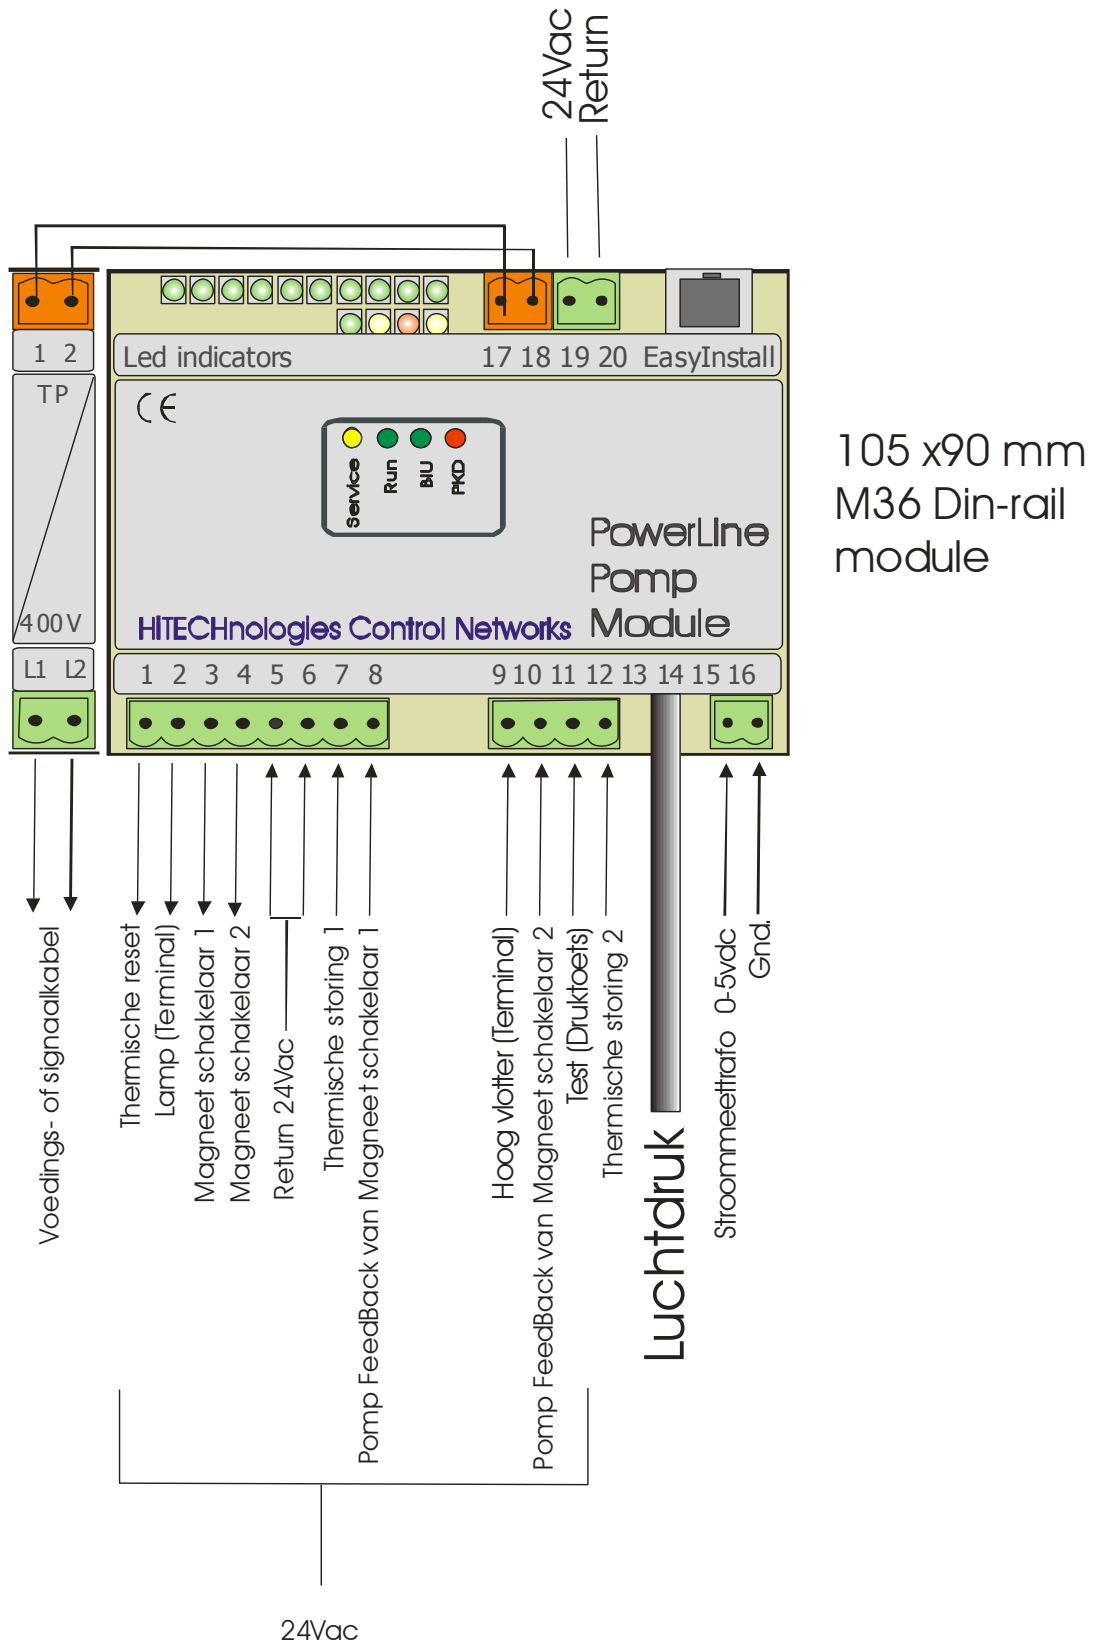 24Vac
Return
1 2
Led indicators
17 18 19 20 EasyInstall
TP
CE
Service
Run
BIU
PKD
105 x90 mm
M36 Din-rail
module
PowerLine
Pomp
Module
400V
HiTECHnologies Control Networks
L1 L2
1 2 3 4 5 6 7 8
9 10 11 12 13 14 15 16
Voedings- of signaalkabel
Thermische reset
Lamp (Terminal)
Magneet schakelaar 1
Magneet schakelaar 2
Return 24Vac
Thermische storing 1
Pomp FeedBack van Magneet schakelaar 1
Hoog vlotter (Terminal)
Pomp FeedBack van Magneet schakelaar 2
Test (Druktoets)
Thermische storing 2
Luchtdruk
Stroommeettrafo 0-5vdc
Gnd.
24Vac